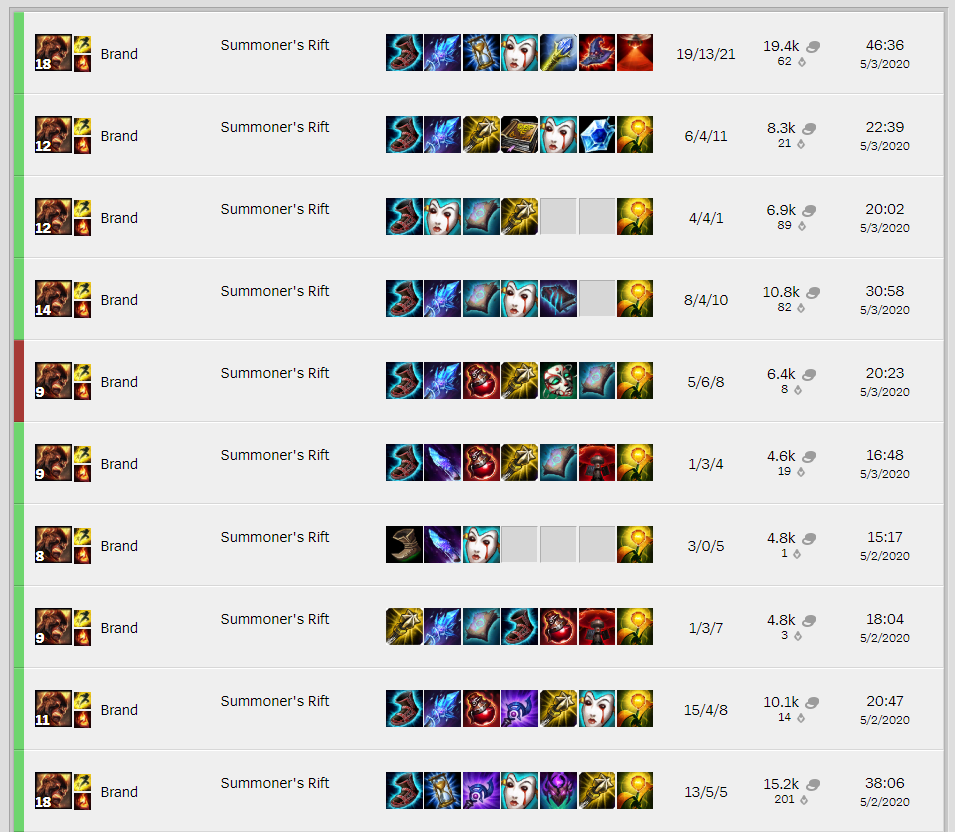 18 Brand Summoner's Rift 19/13/21 19.4k 46:36
62 5/3/2020
12 Brand Summoner's Rift 6/4/11 8.3k 22:39
21 5/3/2020
12 Brand Summoner's Rift 4/4/1 6.9k 20:02
89 5/3/2020
14 Brand Summoner's Rift 8/4/10 10.8k 30:58
82 5/3/2020
9 Brand Summoner's Rift 5/6/8 6.4k 20:23
8 5/3/2020
9 Brand Summoner's Rift 1/3/4 4.6k 16:48
19 5/3/2020
8 Brand Summoner's Rift 3/0/5 4.8k 15:17
1 5/2/2020
9 Brand Summoner's Rift 1/3/7 4.8k 18:04
3 5/2/2020
11 Brand Summoner's Rift 15/4/8 10.1k 20:47
14 5/2/2020
18 Brand Summoner's Rift 13/5/5 15.2k 38:06
201 5/2/2020